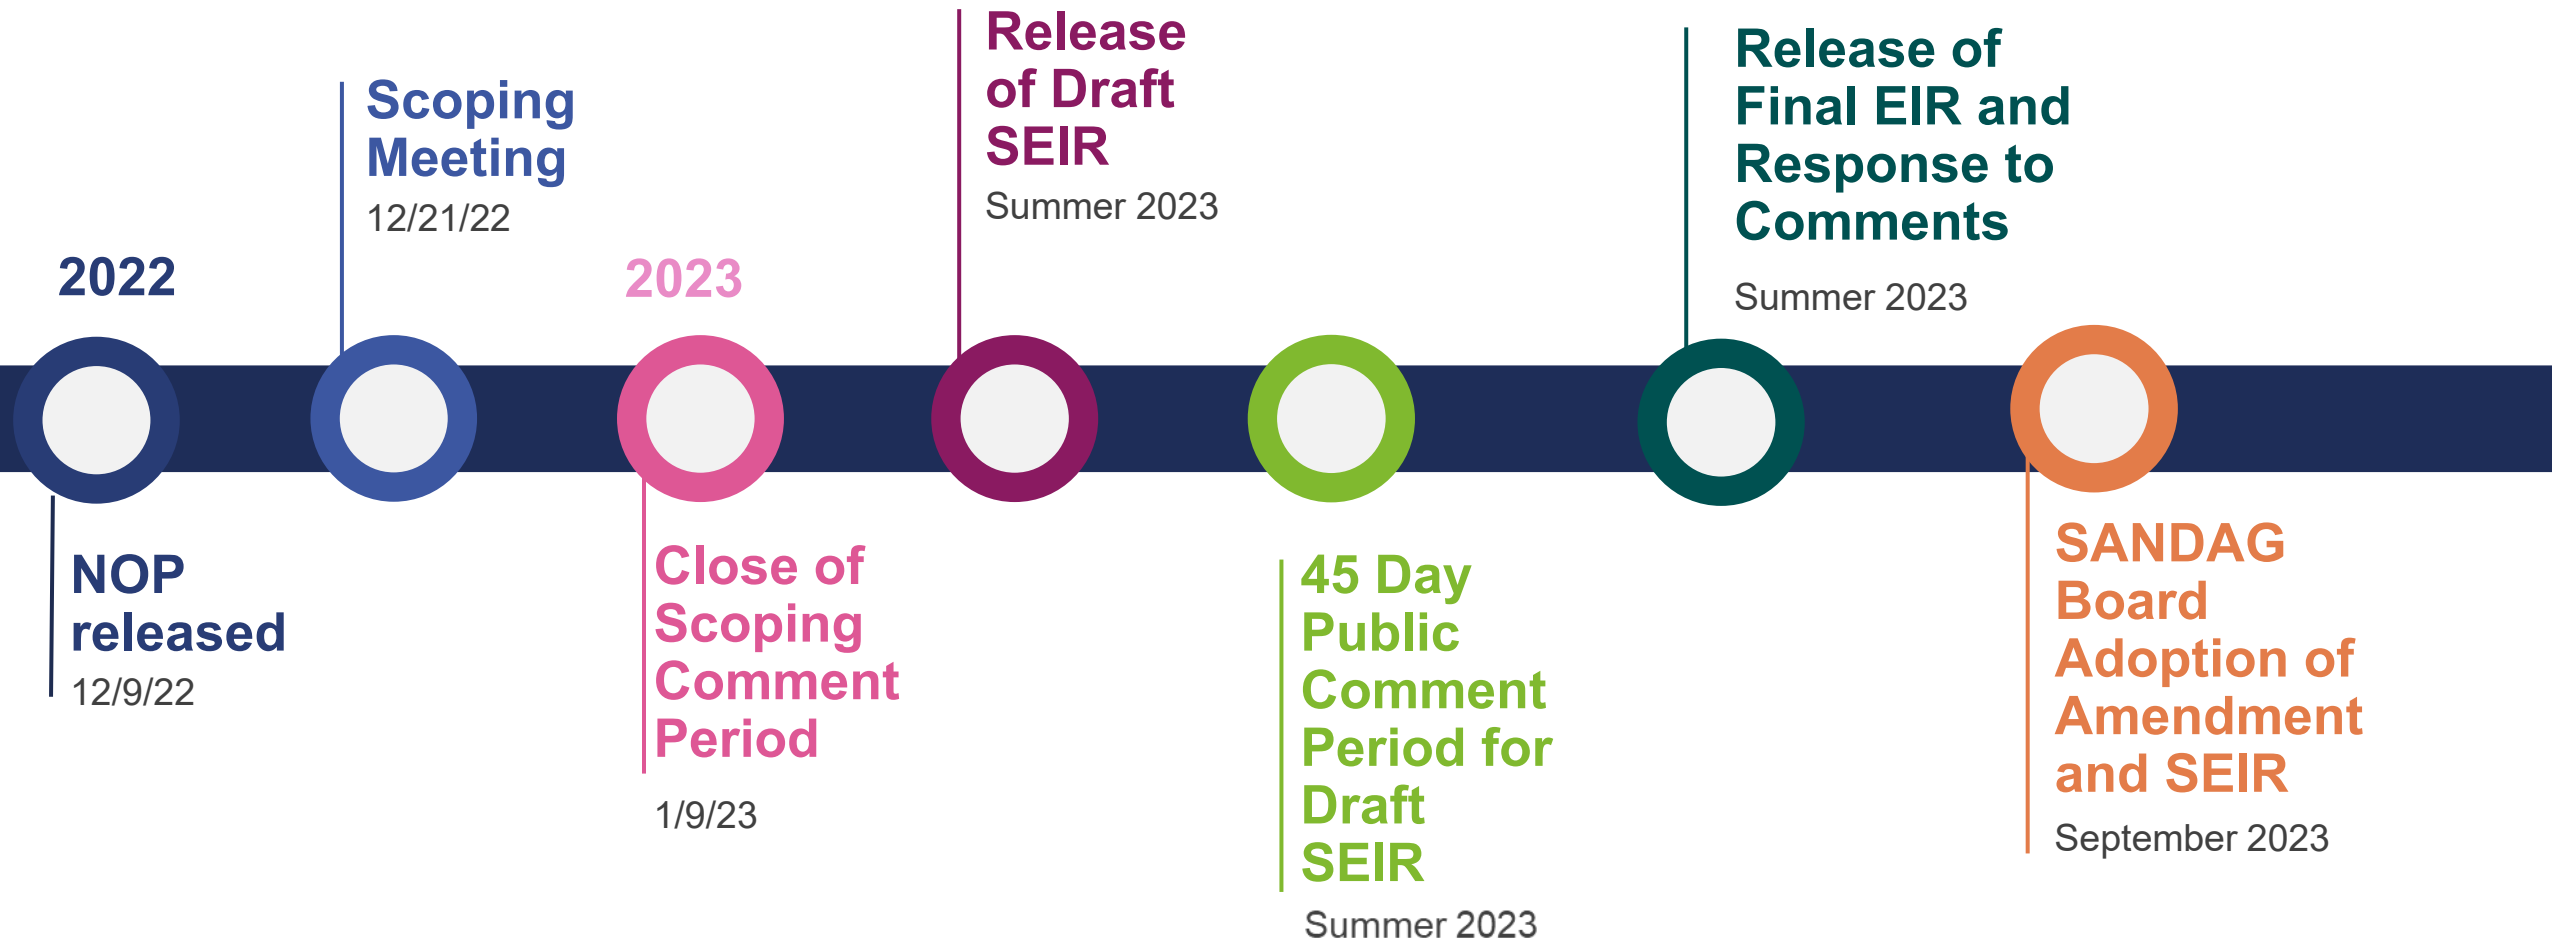 2022
NOP
released
12/9/22
Scoping
Meeting
12/21/22
2023
Close of
Scoping
Comment
Period
1/9/23
Release
of Draft
SEIR
Summer 2023
45 Day
Public
Comment
Period for
Draft
SEIR
Summer 2023
Release of
Final EIR and
Response to
Comments
Summer 2023
SANDAG
Board
Adoption of
Amendment
and SEIR
September 2023